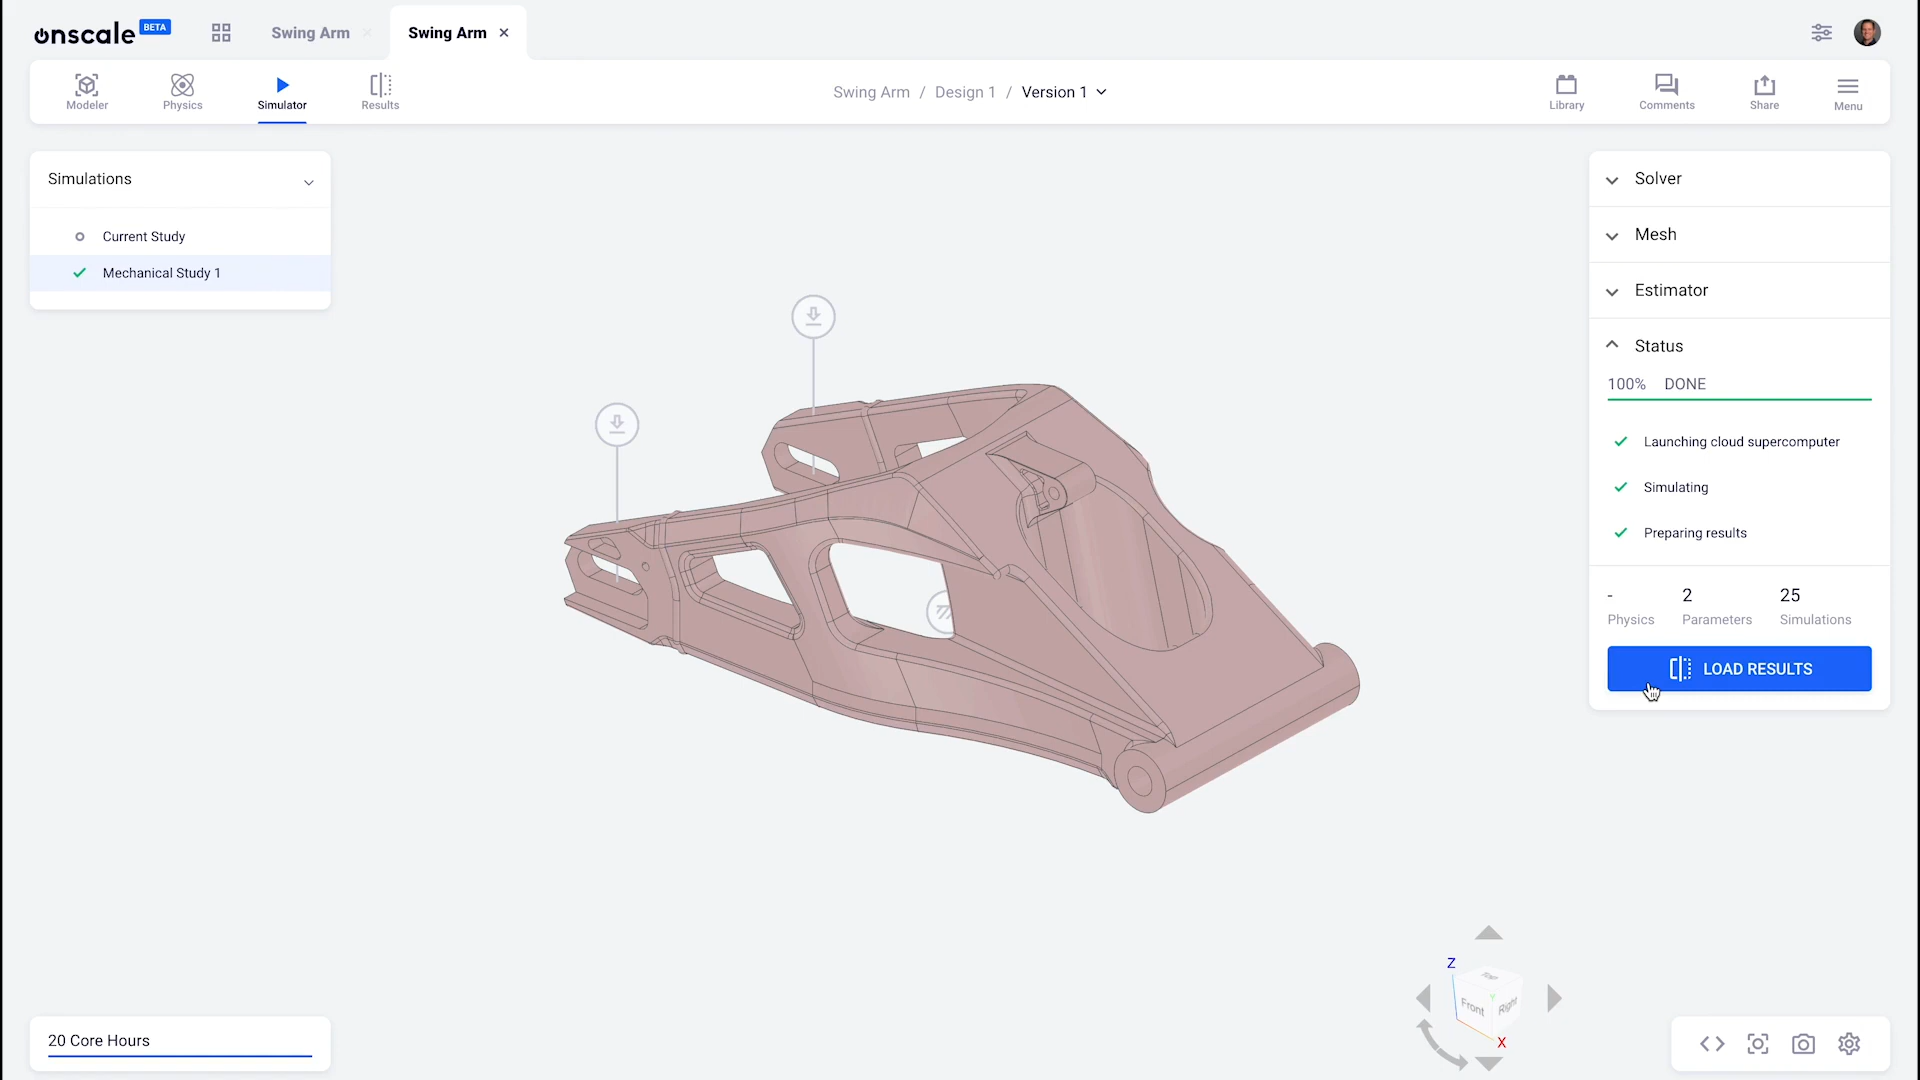 onscale BETA
Swing Arm
Swing Arm
Modeler
Physics
Simulator
Results
Swing Arm / Design 1 / Version 1
Library
Comments
Share
Menu
Simulations
Current Study
Mechanical Study 1
Solver
Mesh
Estimator
Status
100% DONE
Launching cloud supercomputer
Simulating
Preparing results
- 2 25
Physics Parameters Simulations
LOAD RESULTS
Z
Y
Front
Right
X
20 Core Hours